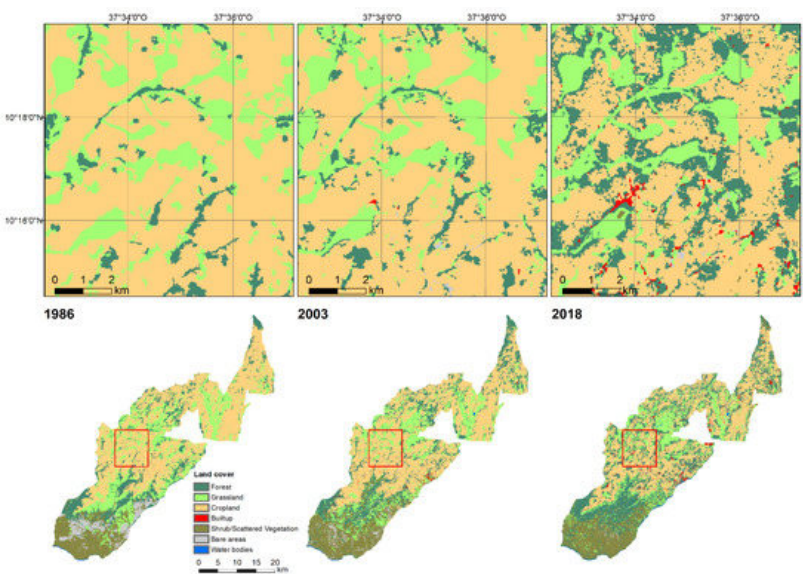 37°34'0"O 37°36'0"O 37°34'0"O 37°36'0"O 37°34'0"O 37°36'0"O
10°18'0"N
10°16'0"N
0 1 2 km 0 1 2 km 0 1 2 km
1986 2003 2018
Land cover
Forest
Grassland
Cropland
Builtup
Shrub/Scattered Vegetation
Bare areas
Water bodies
0 5 10 15 20
km